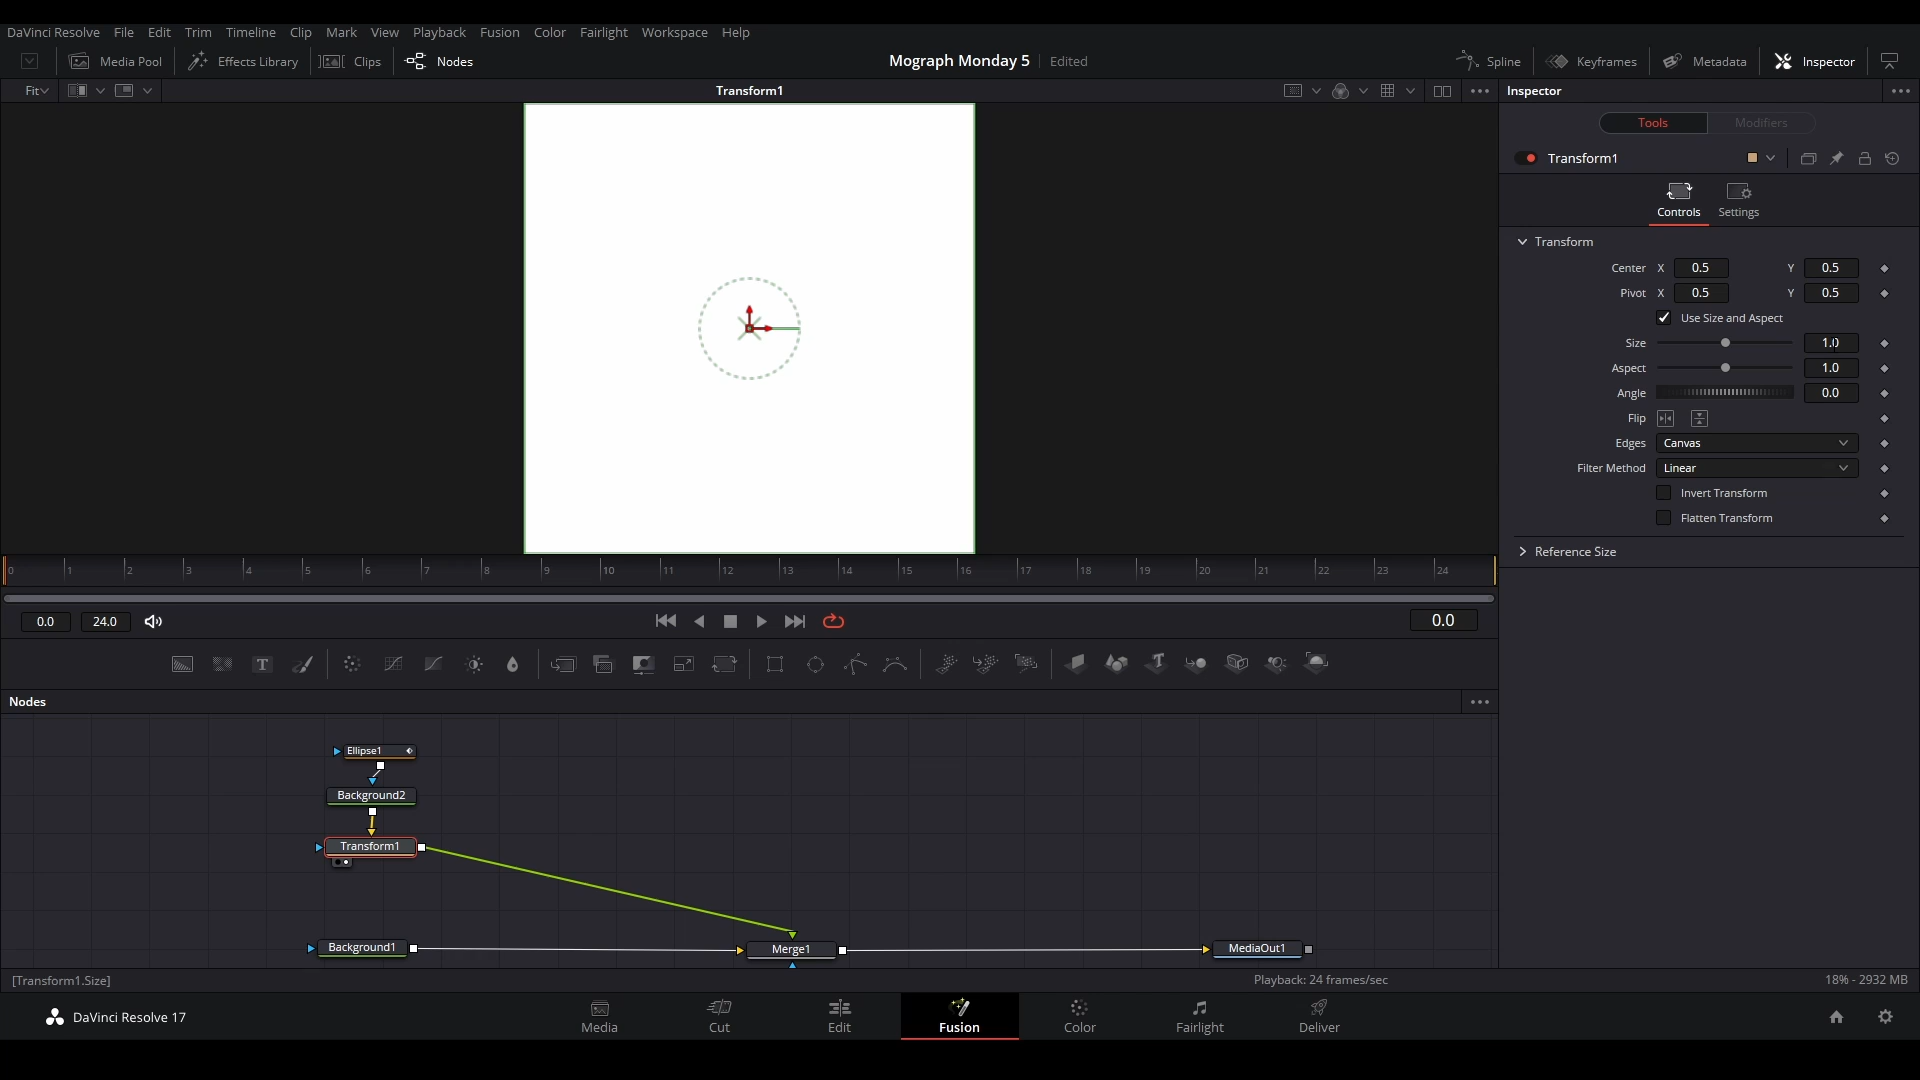 DaVinci Resolve File Edit Trim Timeline Clip Mark View Playback Fusion Color Fairlight Workspace Help
Media Pool Effects Library Clips Nodes Mograph Monday 5 Edited Spline Keyframes Metadata Inspector
Fit Transform1 Inspector
Tools Modifiers
Transform1
Controls Settings
Transform
Center X 0.5 Y 0.5
Pivot X 0.5 Y 0.5
Use Size and Aspect
Size 1.0
Aspect 1.0
Angle 0.0
Flip
Edges Canvas
Filter Method Linear
Invert Transform
Flatten Transform
Reference Size
0 1 2 3 4 5 6 7 8 9 10 11 12 13 14 15 16 17 18 19 20 21 22 23 24
0.0 24.0 0.0
Nodes
Ellipse1
Background2
Transform1
Background1 Merge1 MediaOut1
[Transform1.Size] Playback: 24 frames/sec 18% - 2932 MB
DaVinci Resolve 17 Media Cut Edit Fusion Color Fairlight Deliver